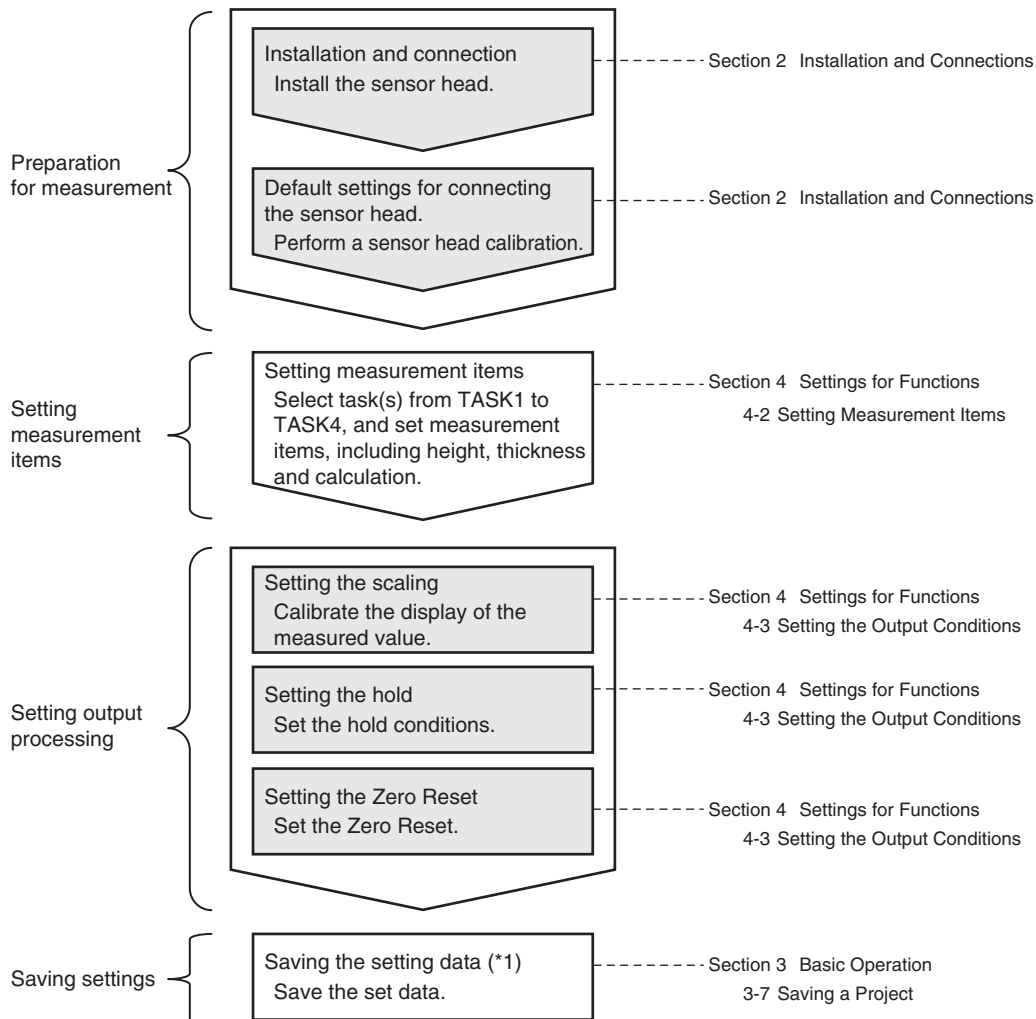 Preparation
for measurement
Installation and connection
Install the sensor head.
Section 2 Installation and Connections
Default settings for connecting
the sensor head.
Perform a sensor head calibration.
Section 2 Installation and Connections
Setting
measurement
items
Setting measurement items
Select task(s) from TASK1 to
TASK4, and set measurement
items, including height, thickness
and calculation.
Section 4 Settings for Functions
4-2 Setting Measurement Items
Setting output
processing
Setting the scaling
Calibrate the display of the
measured value.
Section 4 Settings for Functions
4-3 Setting the Output Conditions
Setting the hold
Set the hold conditions.
Section 4 Settings for Functions
4-3 Setting the Output Conditions
Setting the Zero Reset
Set the Zero Reset.
Section 4 Settings for Functions
4-3 Setting the Output Conditions
Saving settings
Saving the setting data (*1)
Save the set data.
Section 3 Basic Operation
3-7 Saving a Project